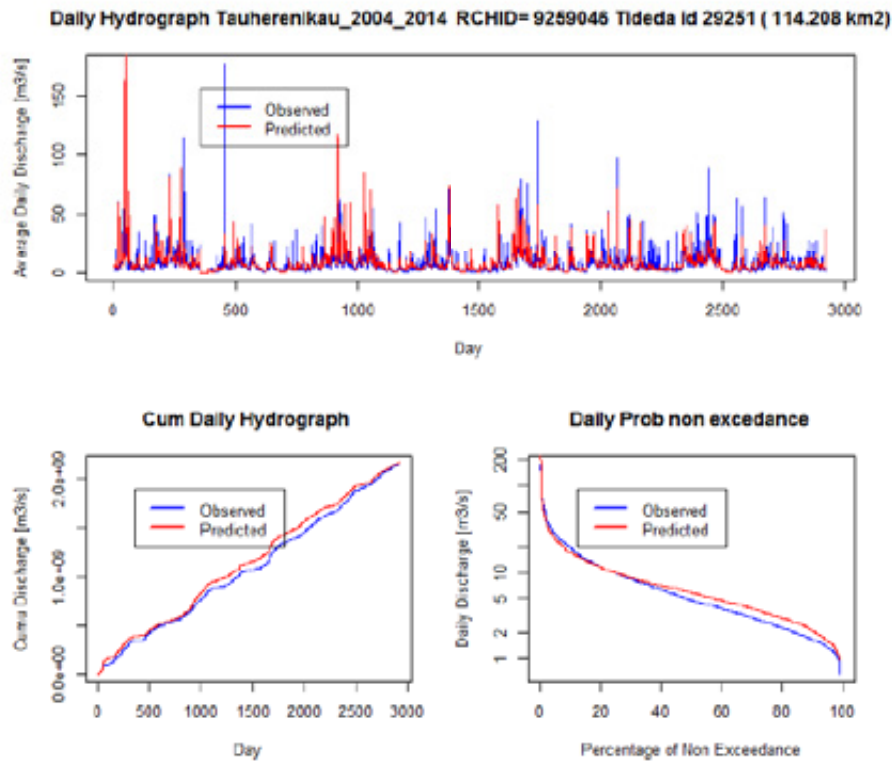 Daily Hydrograph Tauherenikau_2004_2014 RCHID= 9259046 Tideda id 29251 ( 114.208 km2)
Average Daily Discharge [m3/s]
150
100
50
0
Observed
Predicted
0 500 1000 1500 2000 2500 3000
Day
Cum Daily Hydrograph
Cuma Discharge [m3/s]
2.0e+09
1.0e+09
0.0e+00
Observed
Predicted
0 500 1000 1500 2000 2500 3000
Day
Daily Prob non excedance
Daily Discharge [m3/s]
200
50
10
5
2
1
Observed
Predicted
0 20 40 60 80 100
Percentage of Non Exceedance